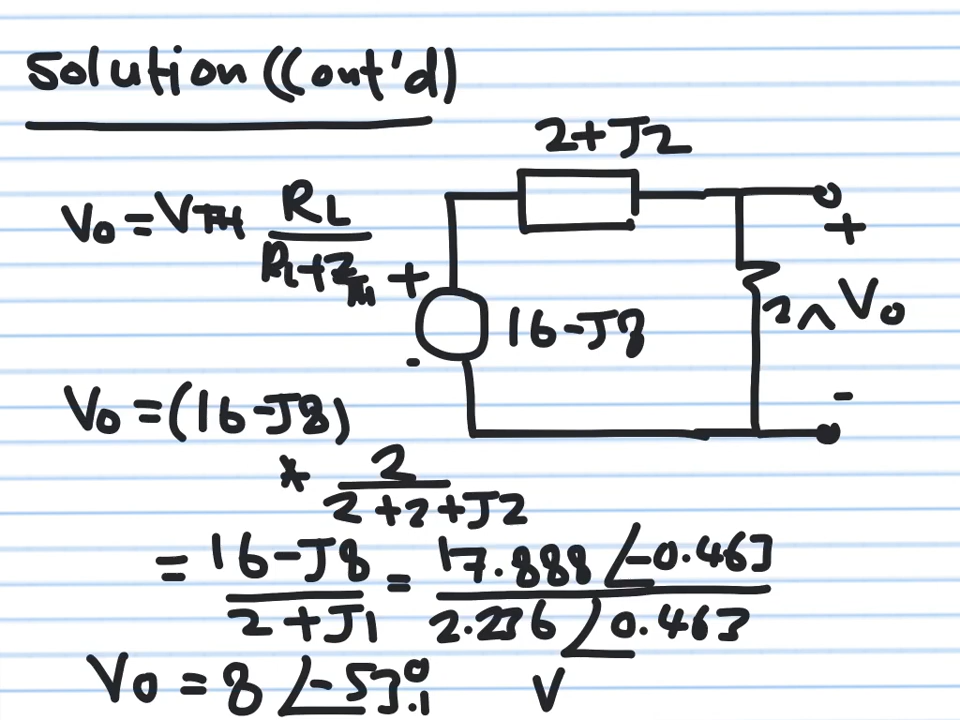 Solution (Cont'd)
2+J2
Vo = VTH RL / RL+ZTH
+
+
16-J8
2Λ Vo
-
-
Vo = (16-J8)
* 2 / 2+2+J2
= 16-J8 / 2+J1 = 17.888∠-0.463 / 2.236∠0.463
Vo = 8∠-53.1° V